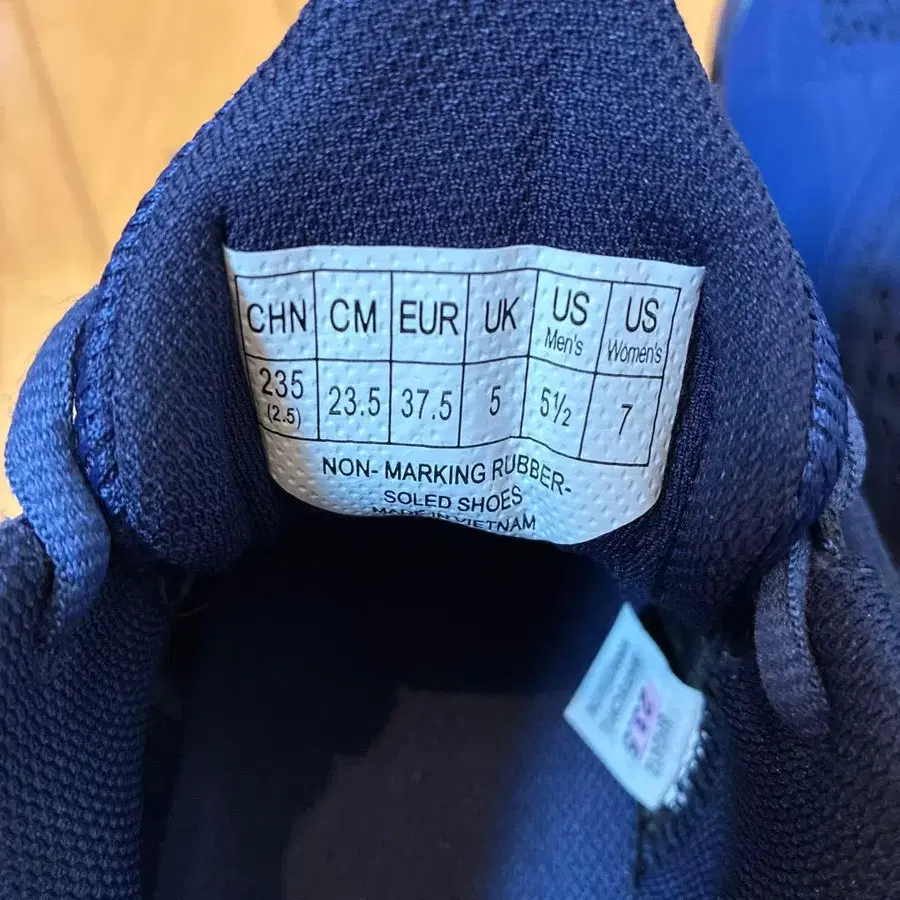 CHN CM EUR UK US Men's US Women's
235 (2.5) 23.5 37.5 5 5½ 7
NON- MARKING RUBBER-
SOLED SHOES
MADE IN VIETNAM